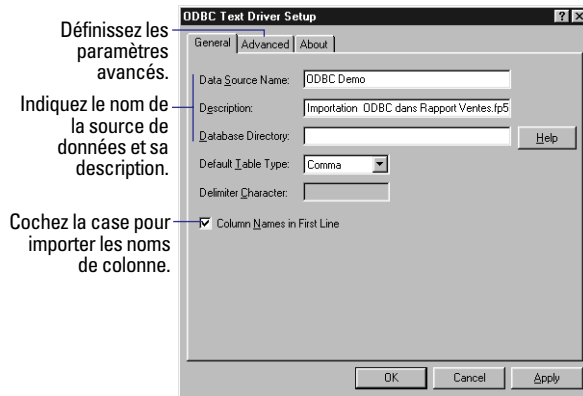 ODBC Text Driver Setup
Définissez les
paramètres
avancés.
General Advanced About
Data Source Name: ODBC Demo
Indiquez le nom de
la source de
données et sa
description.
Description: Importation ODBC dans Rapport Ventes.fp5
Database Directory:
Help
Default Table Type: Comma
Delimiter Character:
Cochez la case pour
importer les noms
de colonne.
Column Names in First Line
OK Cancel Apply